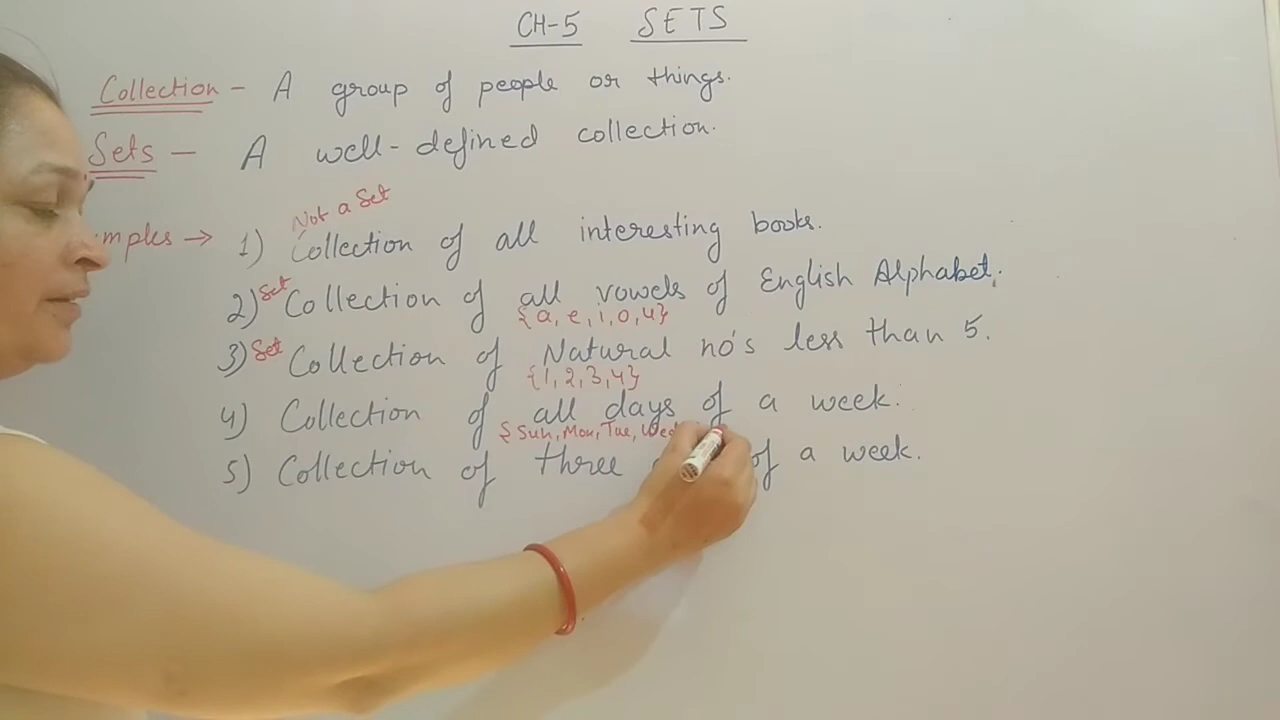 CH-5 SETS
Collection - A group of people or things.
Sets - A well-defined collection.
Not a Set
1) Collection of all interesting books.
2) Set Collection of all vowels of English Alphabet.
{a, e, i, o, u}
3) Set Collection of Natural no's less than 5.
{1, 2, 3, 4}
4) Collection of all days of a week.
{Sun, Mon, Tue, Wed
5) Collection of three of a week.